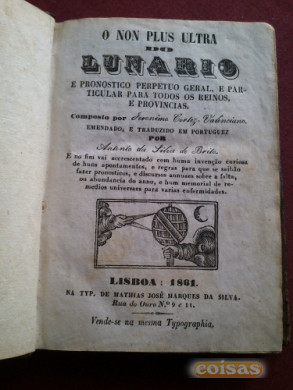 O NON PLUS ULTRA
DO
LUNARIO
E PRONOSTICO PERPETUO GERAL, E PAR-
TICULAR PARA TODOS OS REINOS,
E PROVINCIAS.
Composto por Jeronimo Cortez, Valenciano,
EMENDADO, E TRADUZIDO EM PORTUGUEZ
POR
Antonio da Silva de Brito.
E no fim vai accrescentado com huma invenção curiosa
de huns apontamentos, e regras para que se saibão
fazer pronosticos, e discursos annuaes sobre a falta,
ou abundancia do anno, e hum memorial de re-
medios universaes para varias enfermidades.
LISBOA: 1861.
NA TYP. DE MATHIAS JOSÉ MARQUES DA SILVA.
Rua do Ouro N.os 9 e 11.
Vende-se na mesma Typographia.
coisas